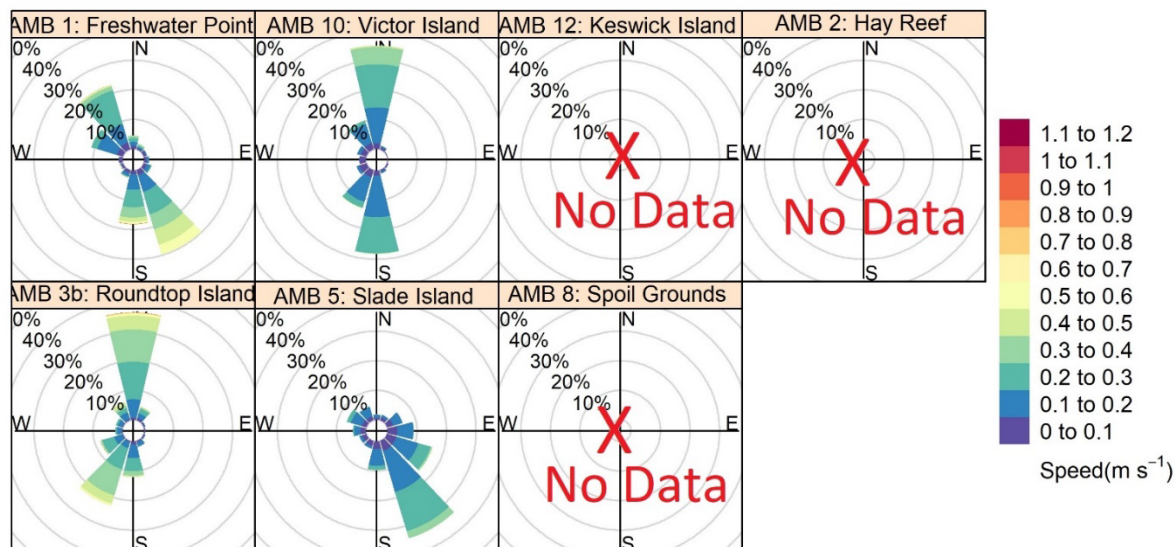 AMB 1: Freshwater Point
AMB 10: Victor Island
AMB 12: Keswick Island
AMB 2: Hay Reef
0%
40%
30%
20%
10%
N
W
E
S
0%
40%
30%
20%
10%
N
W
E
S
0%
40%
30%
20%
10%
N
W
E
S
X
No Data
0%
40%
30%
20%
10%
N
W
E
S
X
No Data
AMB 3b: Roundtop Island
AMB 5: Slade Island
AMB 8: Spoil Grounds
0%
40%
30%
20%
10%
W
E
S
0%
40%
30%
20%
10%
N
W
E
S
0%
40%
30%
20%
10%
N
W
E
S
X
No Data
1.1 to 1.2
1 to 1.1
0.9 to 1
0.8 to 0.9
0.7 to 0.8
0.6 to 0.7
0.5 to 0.6
0.4 to 0.5
0.3 to 0.4
0.2 to 0.3
0.1 to 0.2
0 to 0.1
Speed(m s⁻¹)